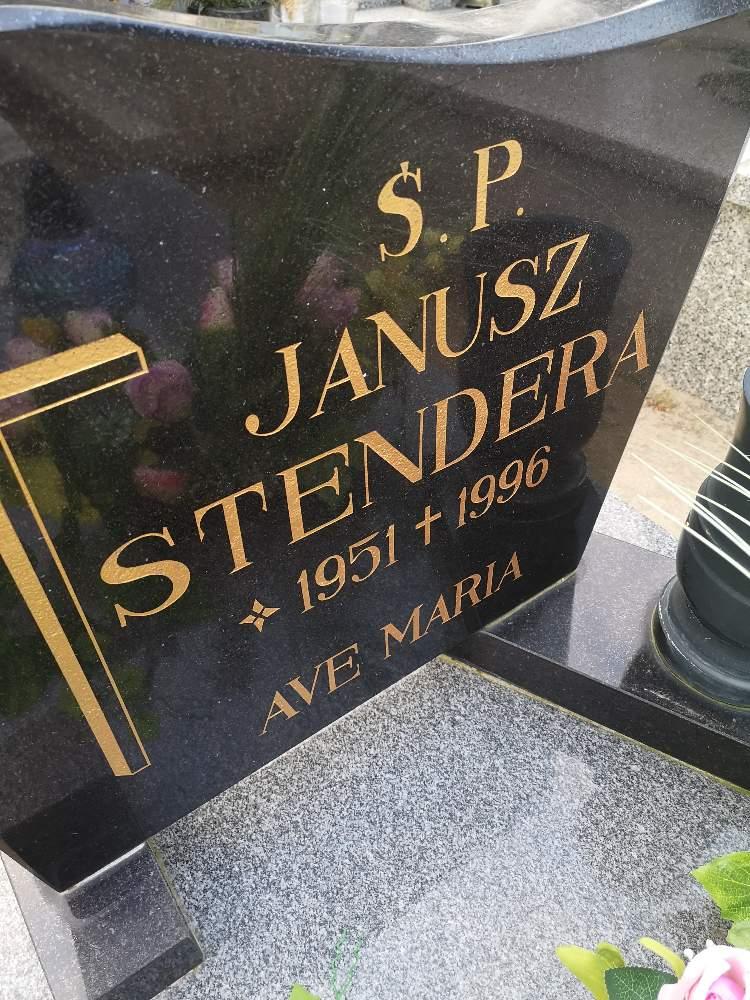 Ś. P.
JANUSZ
STENDERA
1951 † 1996
AVE MARIA